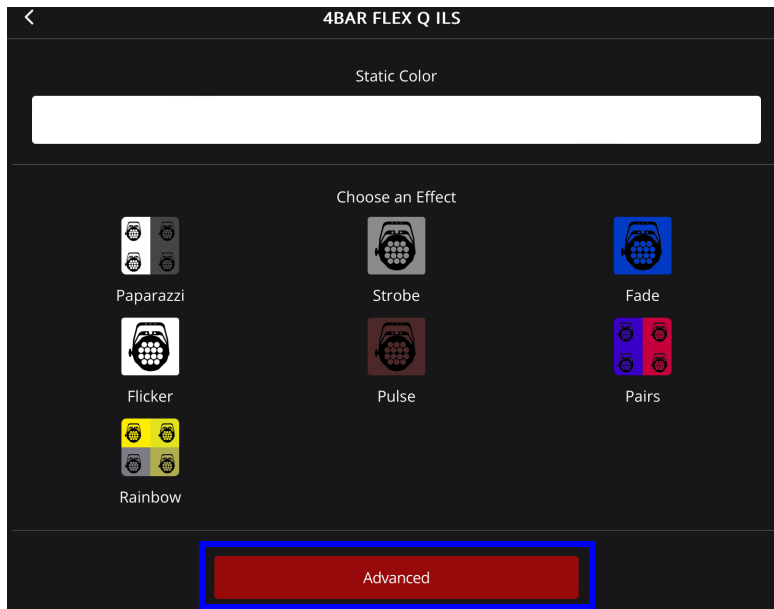 4BAR FLEX Q ILS
Static Color
Choose an Effect
Paparazzi
Strobe
Fade
Flicker
Pulse
Pairs
Rainbow
Advanced